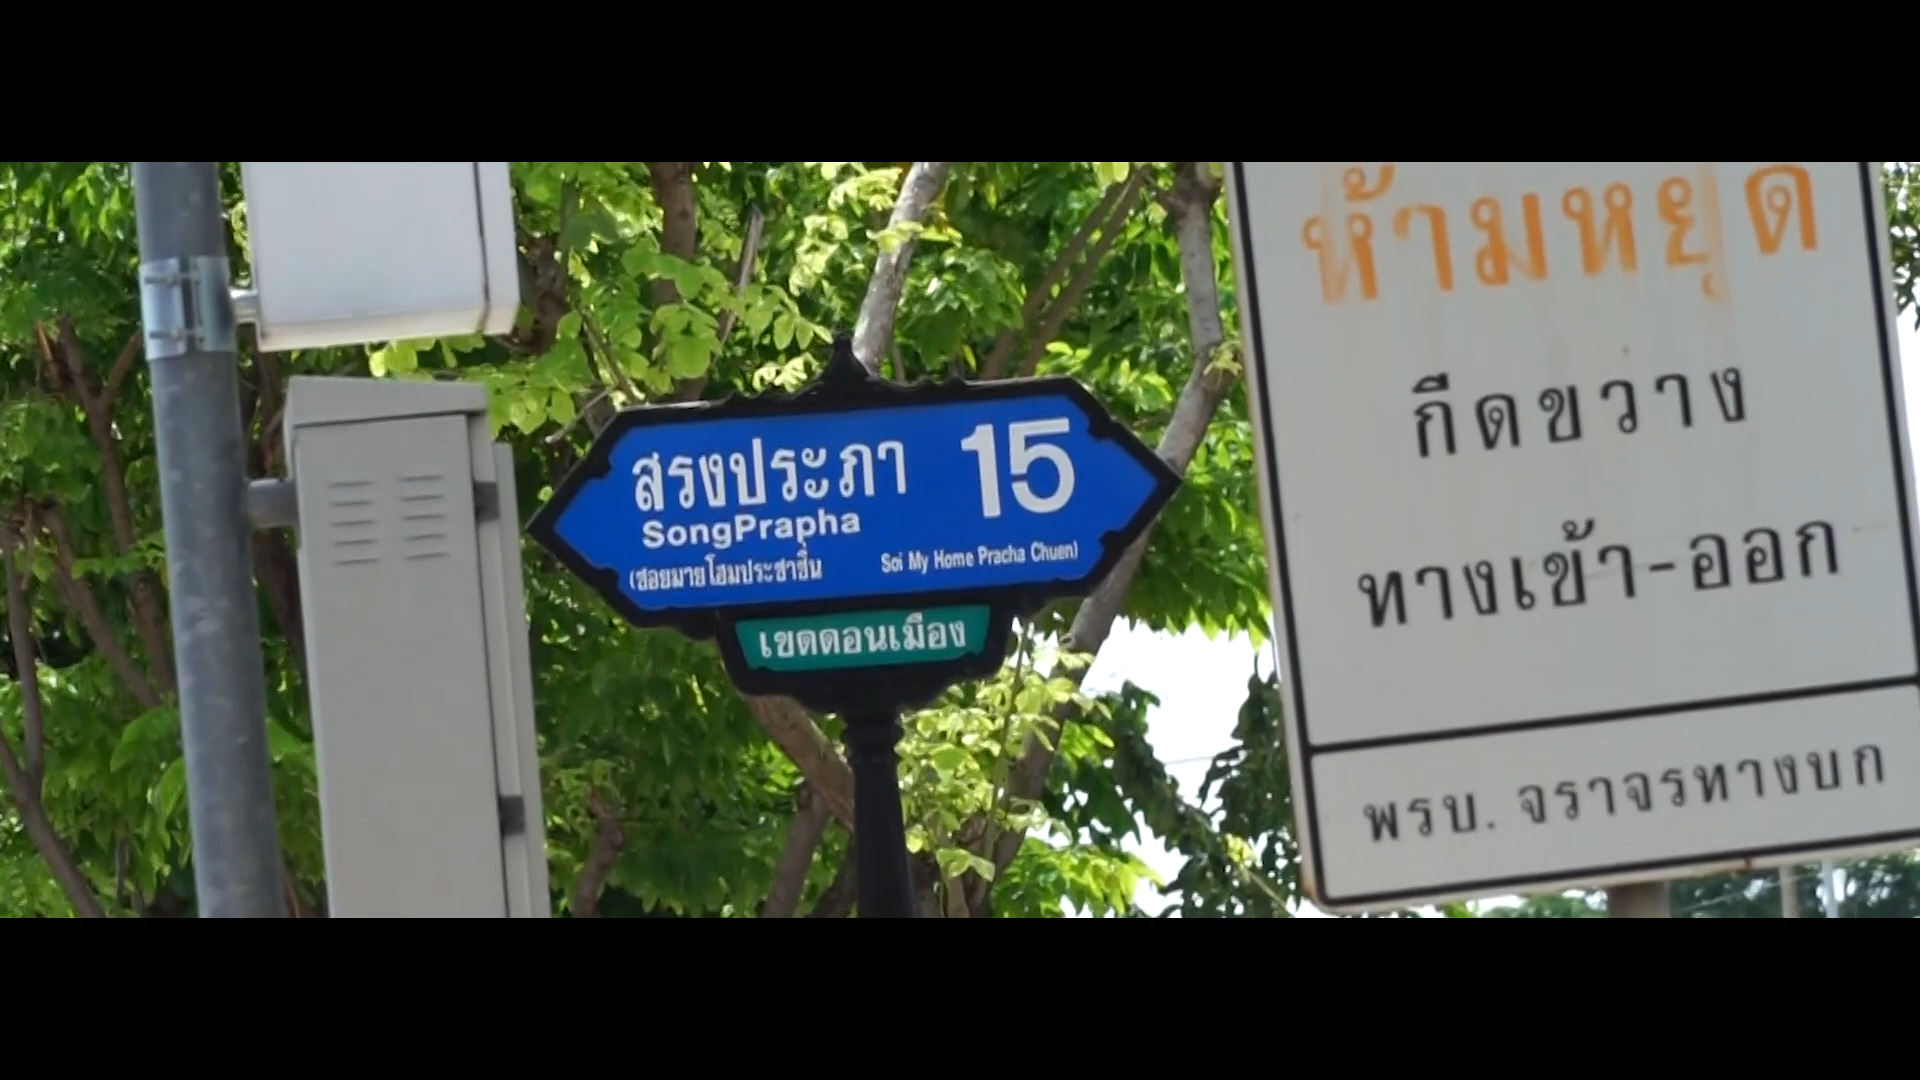 สรงประภา 15
SongPrapha
(ซอยมายโฮมประชาชื่น Soi My Home Pracha Chuen)
เขตดอนเมือง
ห้ามหยุด
กีดขวาง
ทางเข้า-ออก
พรบ. จราจรทางบก